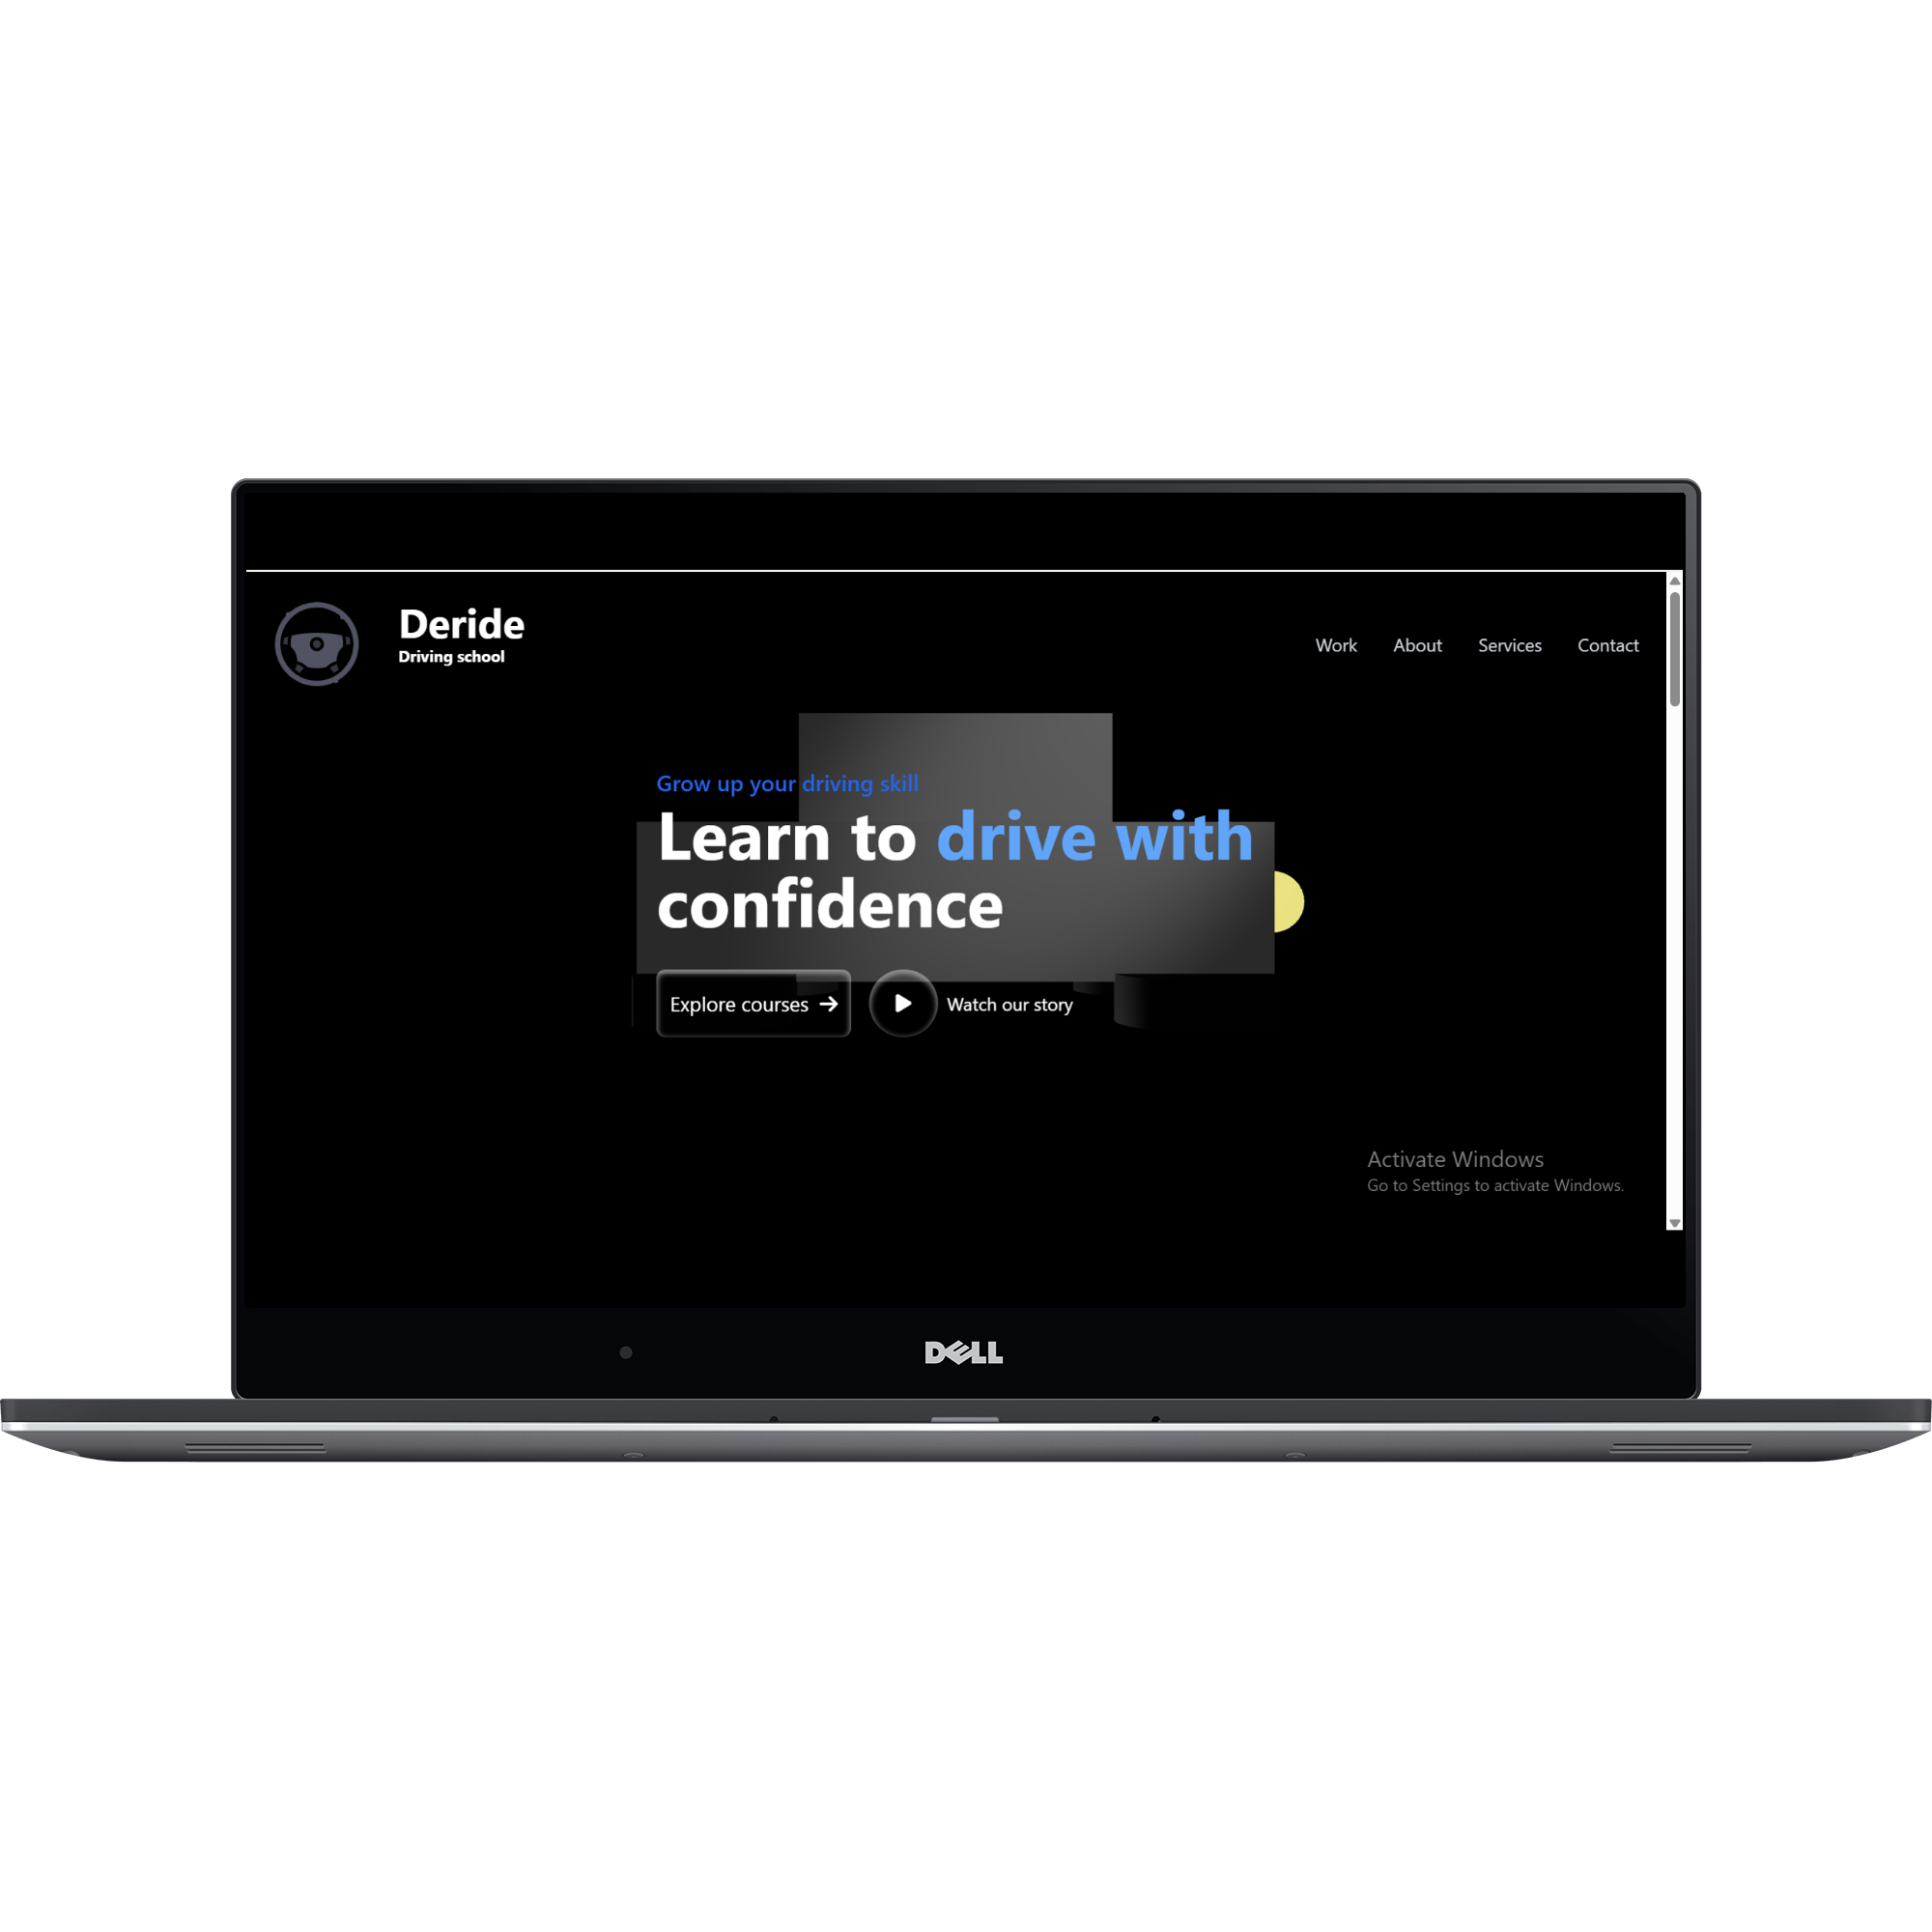 Deride
Driving school
Work About Services Contact
Grow up your driving skill
Learn to drive with
confidence
Explore courses Watch our story
Activate Windows
Go to Settings to activate Windows.
DELL